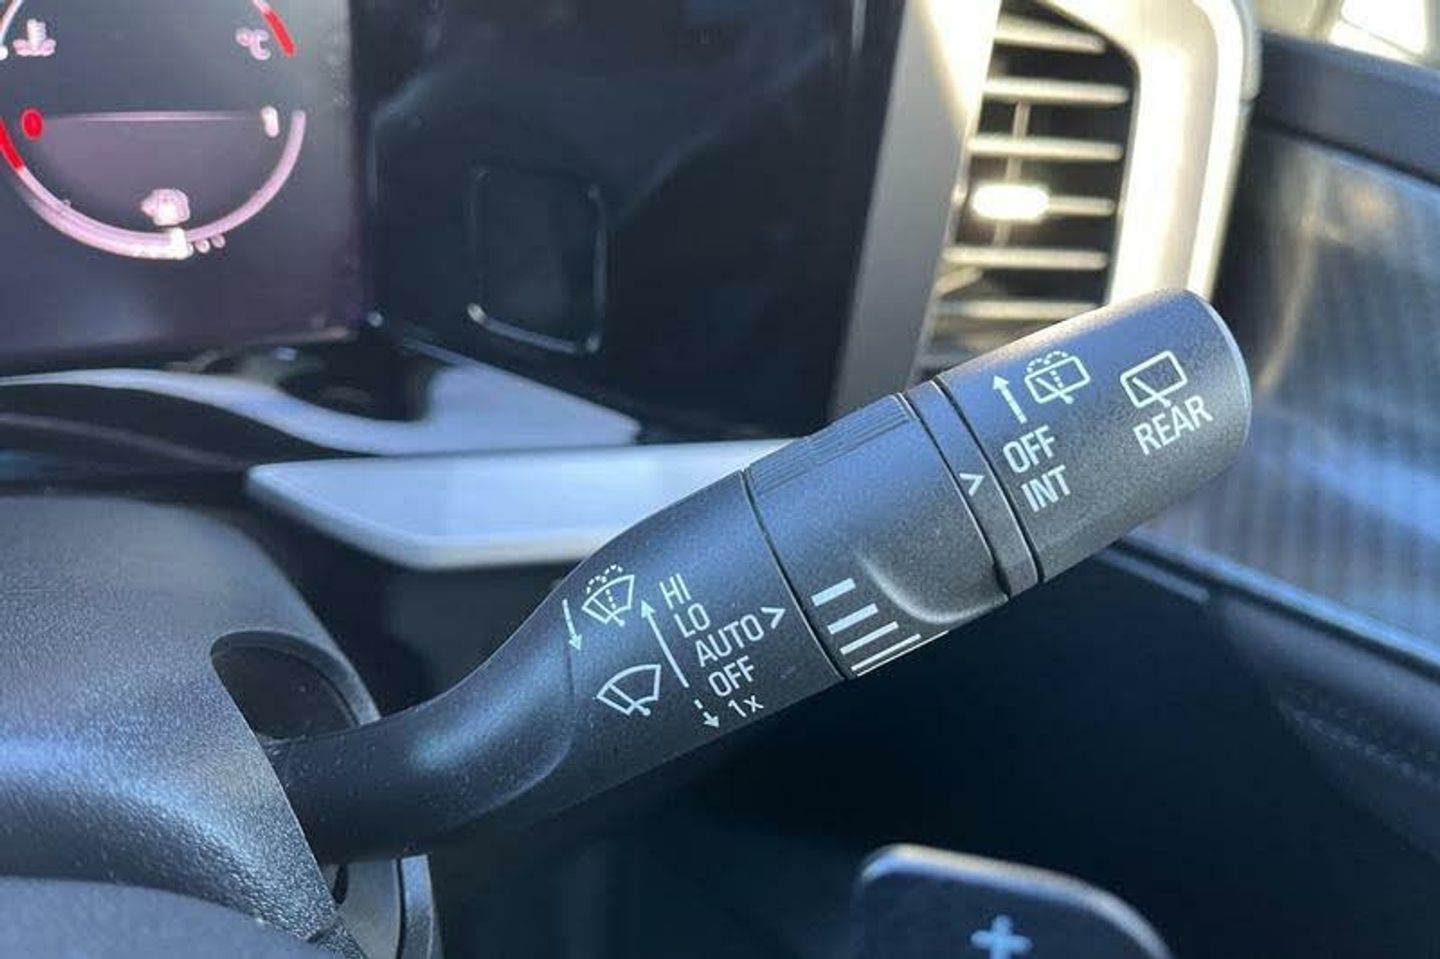 °C
HI
LO
AUTO >
OFF
1x
> OFF
INT
REAR
+